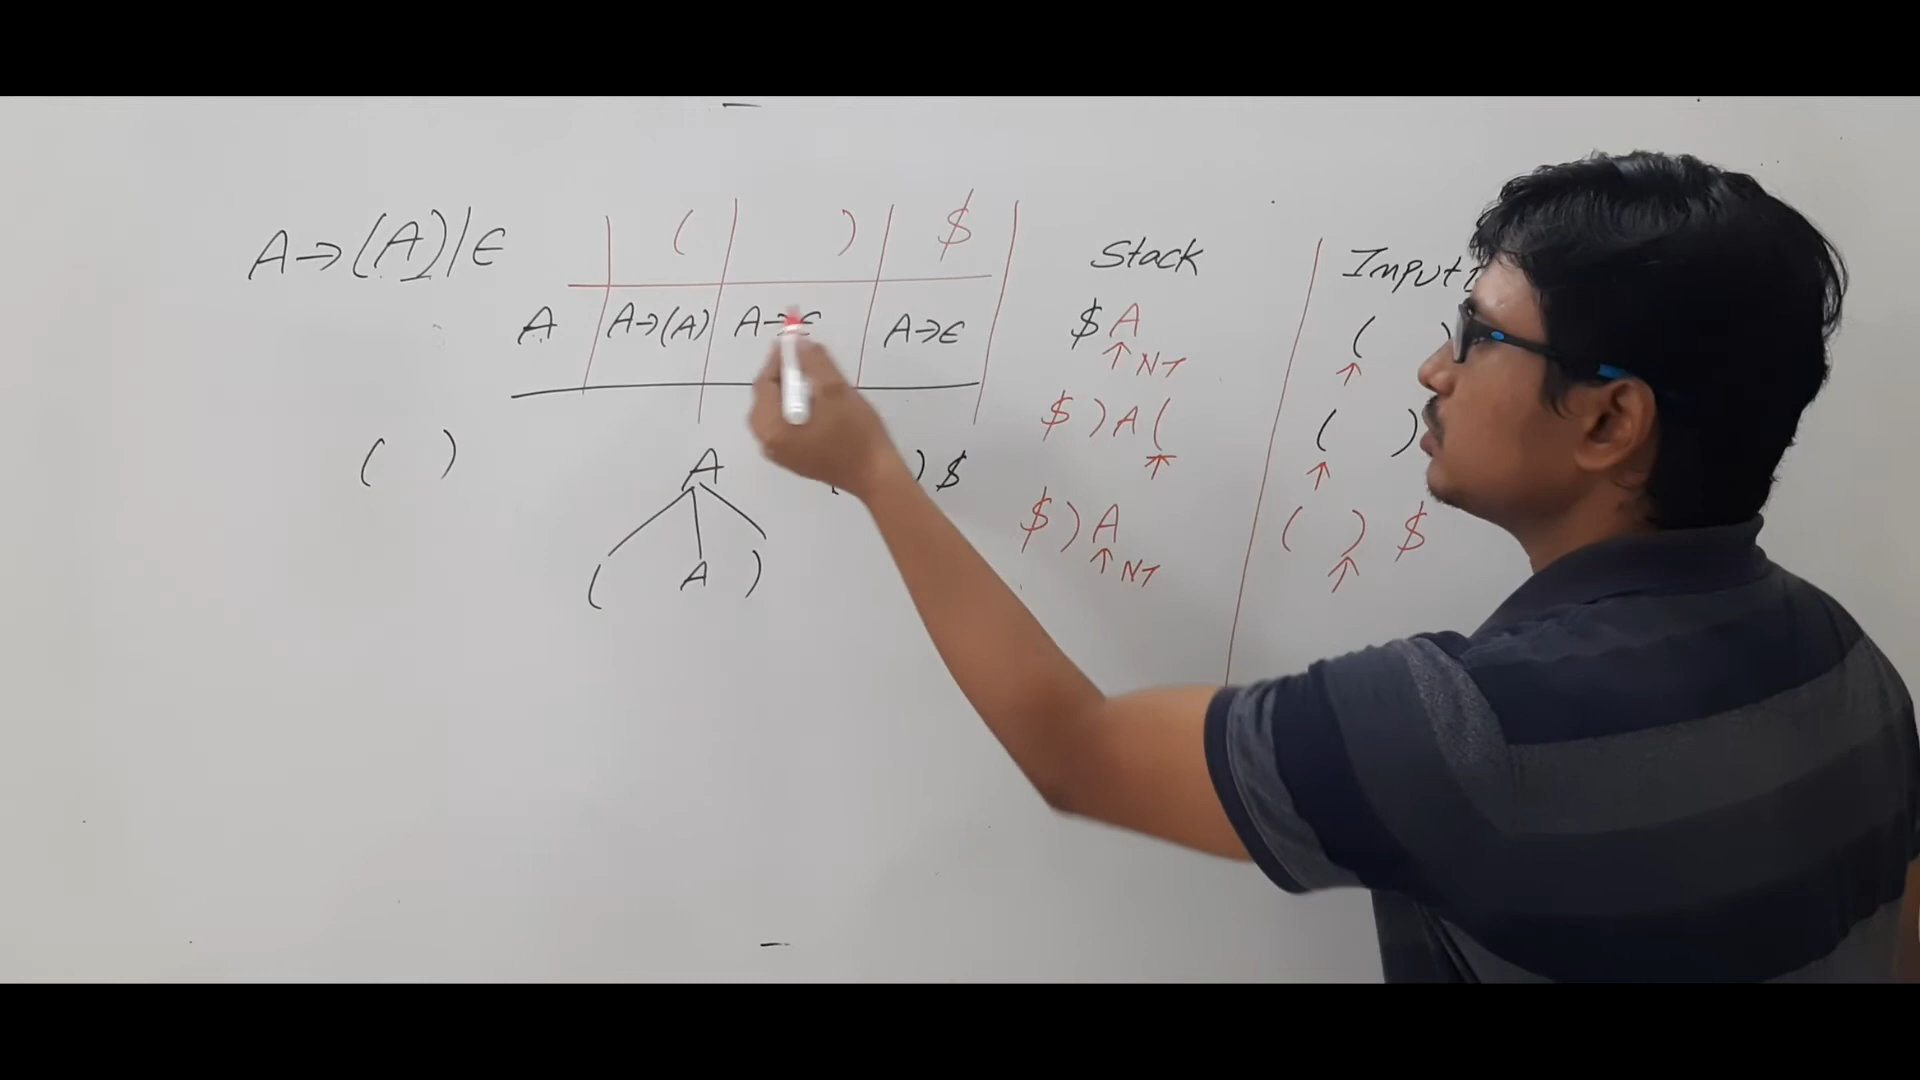 A→(A)|ϵ
( ) $
A A→(A) A→ϵ A→ϵ
( )
A
) $
( A )
Stack
$ A
↑ NT
$ ) A (
↑
$ ) A
↑ NT
Input
( )
↑
( )
↑
( ) $
↑